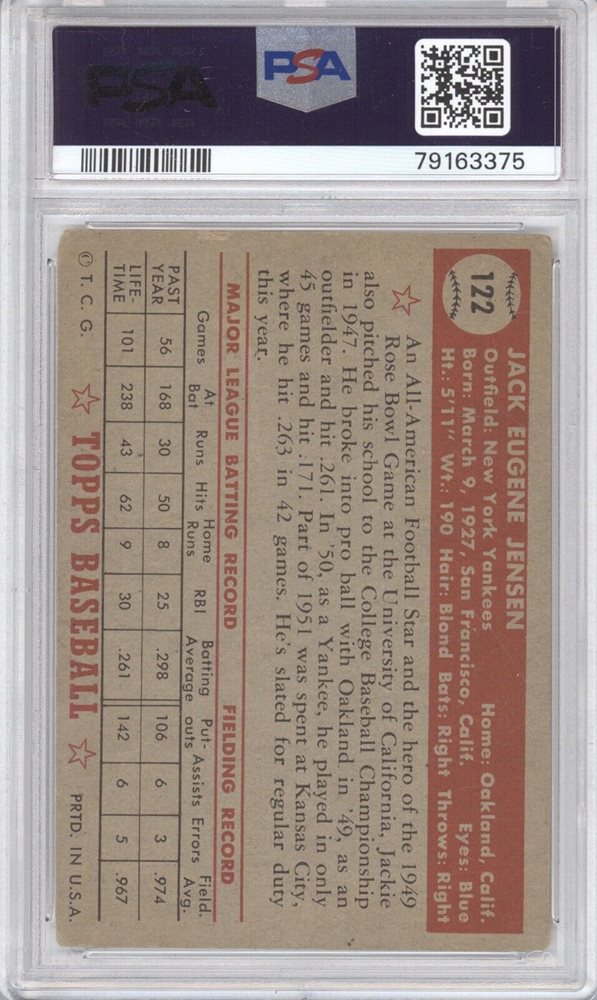 PSA
PSA
79163375
122
JACK EUGENE JENSEN
Outfield: New York Yankees Home: Oakland, Calif.
Born: March 9, 1927, San Francisco, Calif. Eyes: Blue
Ht.: 5'11" Wt.: 190 Hair: Blond Bats: Right Throws: Right
An All-American Football Star and the hero of the 1949
Rose Bowl Game at the University of California, Jackie
also pitched his school to the College Baseball Championship
in 1947. He broke into pro ball with Oakland in '49, as an
outfielder and hit .261. In '50, as a Yankee, he played in only
45 games and hit .171. Part of 1951 was spent at Kansas City,
where he hit .263 in 42 games. He's slated for regular duty
this year.
MAJOR LEAGUE BATTING RECORD FIELDING RECORD
Games At Bat Runs Hits Home Runs RBI Batting Average Put-outs Assists Errors Field. Avg.
PAST YEAR 56 168 30 50 8 25 .298 106 6 3 .974
LIFE-TIME 101 238 43 62 9 30 .261 142 6 5 .967
© T. C. G. TOPPS BASEBALL PRTD. IN U.S.A.